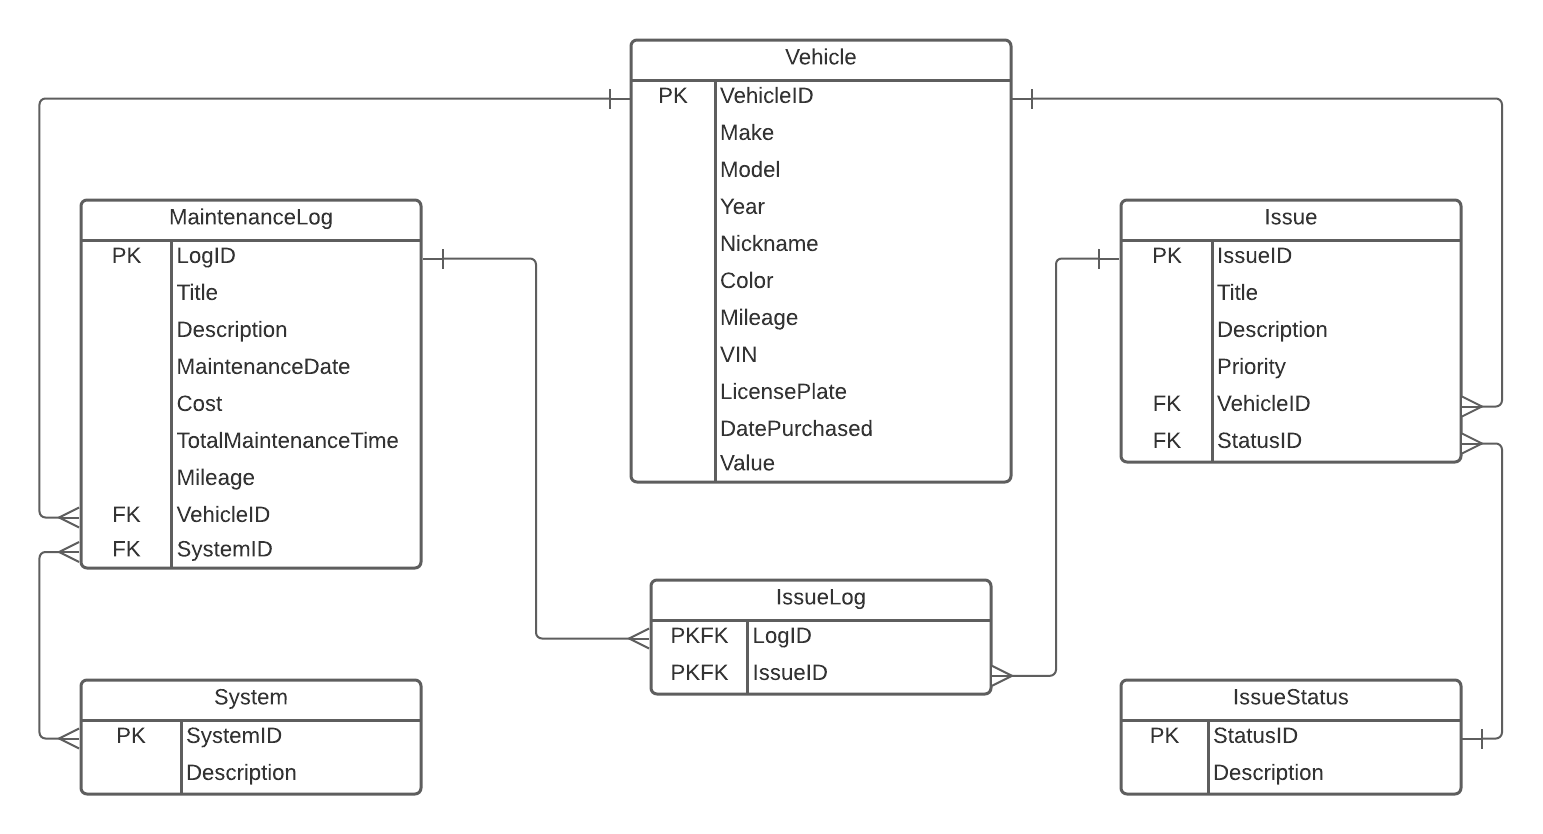 Vehicle
PK VehicleID
Make
Model
Year
Nickname
Color
Mileage
VIN
LicensePlate
DatePurchased
Value
MaintenanceLog
PK LogID
Title
Description
MaintenanceDate
Cost
TotalMaintenanceTime
Mileage
FK VehicleID
FK SystemID
Issue
PK IssueID
Title
Description
Priority
FK VehicleID
FK StatusID
IssueLog
PKFK LogID
PKFK IssueID
System
PK SystemID
Description
IssueStatus
PK StatusID
Description